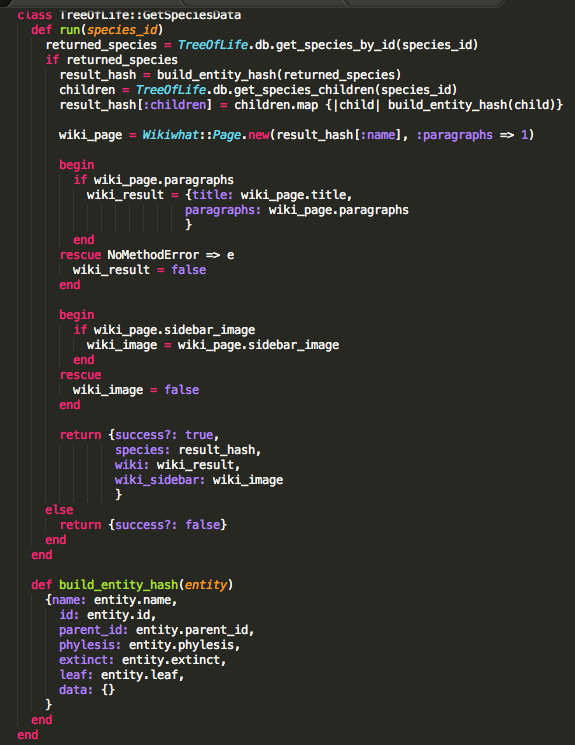 class TreeOfLife::GetSpeciesData
  def run(species_id)
    returned_species = TreeOfLife.db.get_species_by_id(species_id)
    if returned_species
      result_hash = build_entity_hash(returned_species)
      children = TreeOfLife.db.get_species_children(species_id)
      result_hash[:children] = children.map {|child| build_entity_hash(child)}

      wiki_page = Wikiwhat::Page.new(result_hash[:name], :paragraphs => 1)

      begin
        if wiki_page.paragraphs
          wiki_result = {title: wiki_page.title,
                        paragraphs: wiki_page.paragraphs
                        }
        end
      rescue NoMethodError => e
        wiki_result = false
      end

      begin
        if wiki_page.sidebar_image
          wiki_image = wiki_page.sidebar_image
        end
      rescue
        wiki_image = false
      end

      return {success?: true,
              species: result_hash,
              wiki: wiki_result,
              wiki_sidebar: wiki_image
              }
    else
      return {success?: false}
    end
  end

  def build_entity_hash(entity)
    {name: entity.name,
      id: entity.id,
      parent_id: entity.parent_id,
      phylesis: entity.phylesis,
      extinct: entity.extinct,
      leaf: entity.leaf,
      data: {}
    }
  end
end